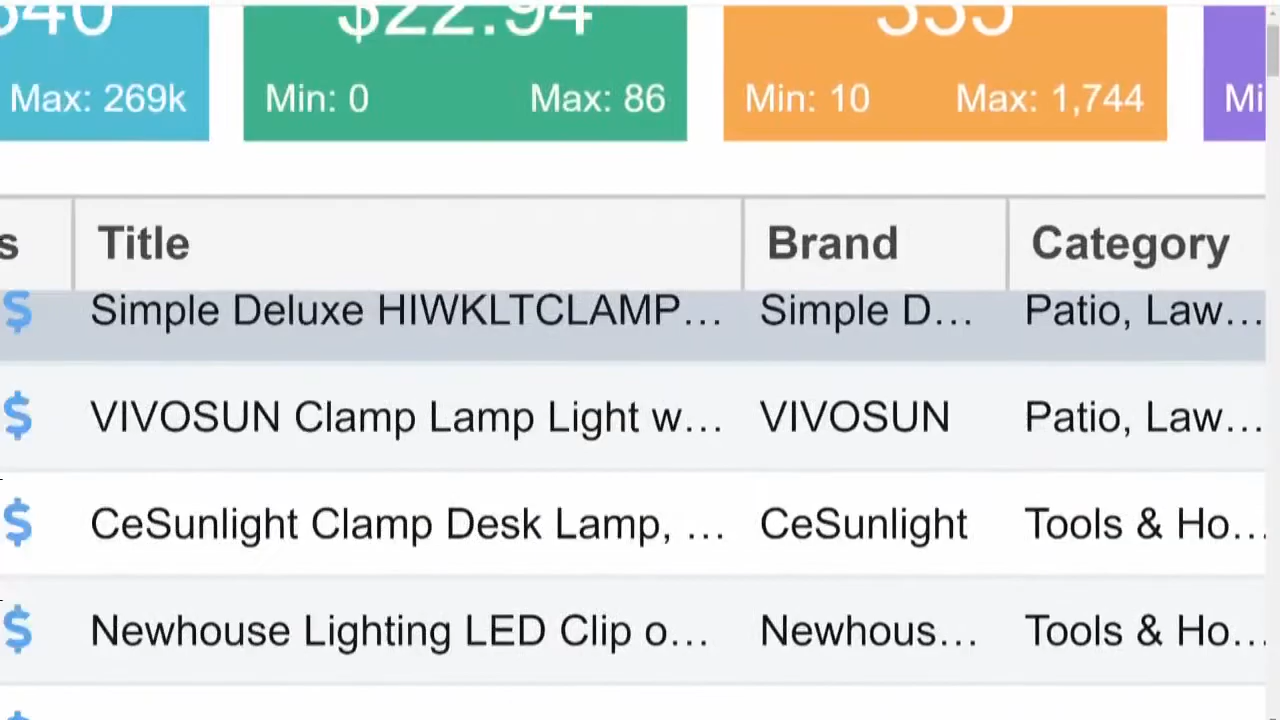 $22.94
Max: 269k
Min: 0 Max: 86
Min: 10 Max: 1,744
Title Brand Category
$ Simple Deluxe HIWKLTCLAMP… Simple D… Patio, Law…
$ VIVOSUN Clamp Lamp Light w… VIVOSUN Patio, Law…
$ CeSunlight Clamp Desk Lamp, … CeSunlight Tools & Ho…
$ Newhouse Lighting LED Clip o… Newhous… Tools & Ho…